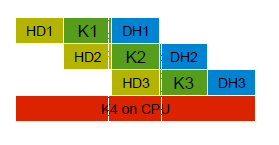 HD1 K1 DH1
HD2 K2 DH2
HD3 K3 DH3
K4 on CPU